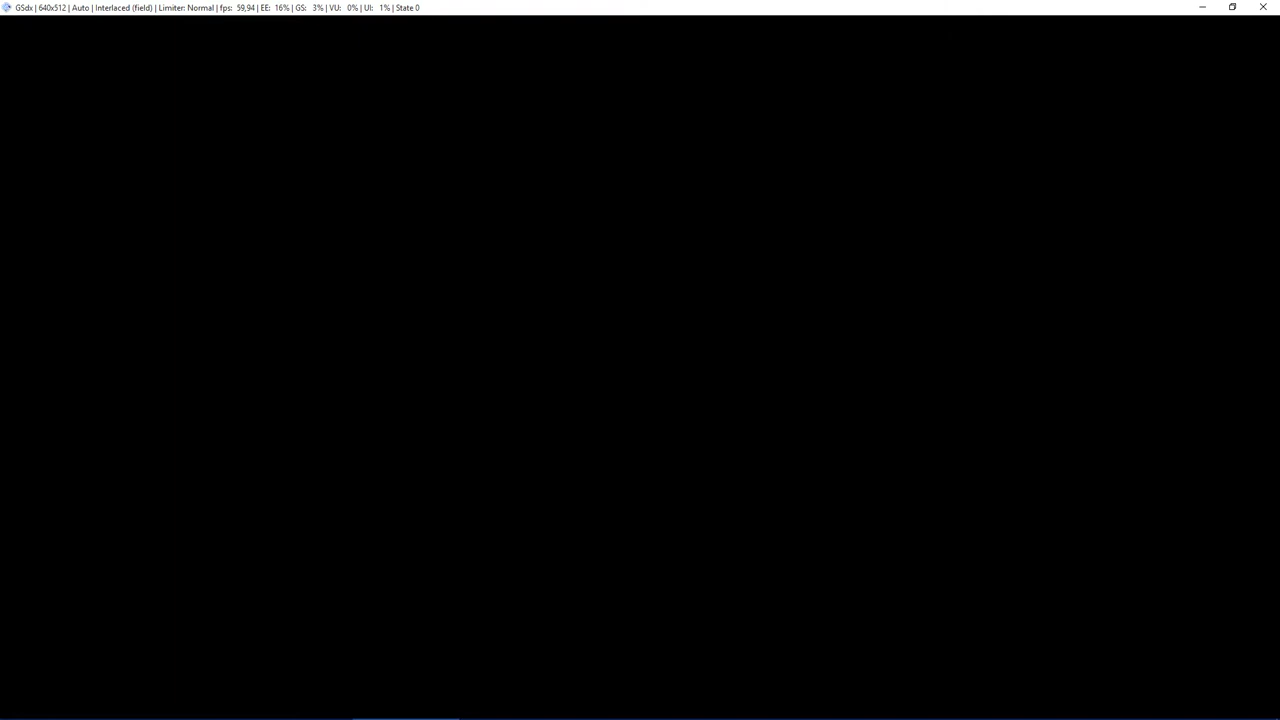 GSdx | 640x512 | Auto | Interlaced (field) | Limiter: Normal | fps: 59,94 | EE: 16% | GS: 3% | VU: 0% | UI: 1% | State 0